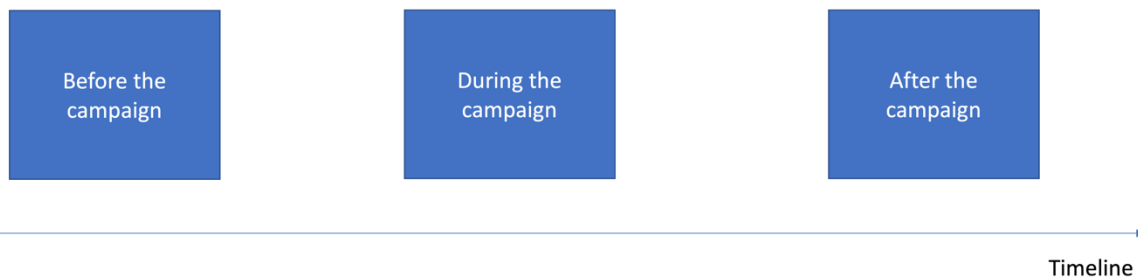 Before the
campaign
During the
campaign
After the
campaign
Timeline